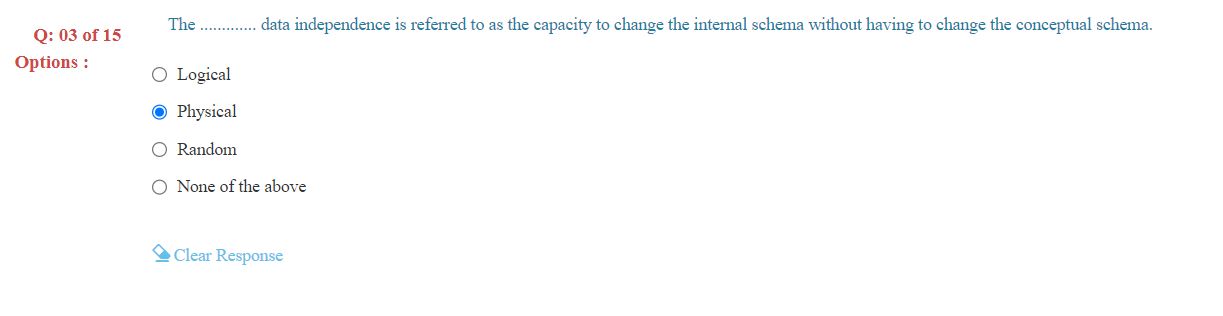 Q: 03 of 15
The ............. data independence is referred to as the capacity to change the internal schema without having to change the conceptual schema.
Options :
Logical
Physical
Random
None of the above
Clear Response